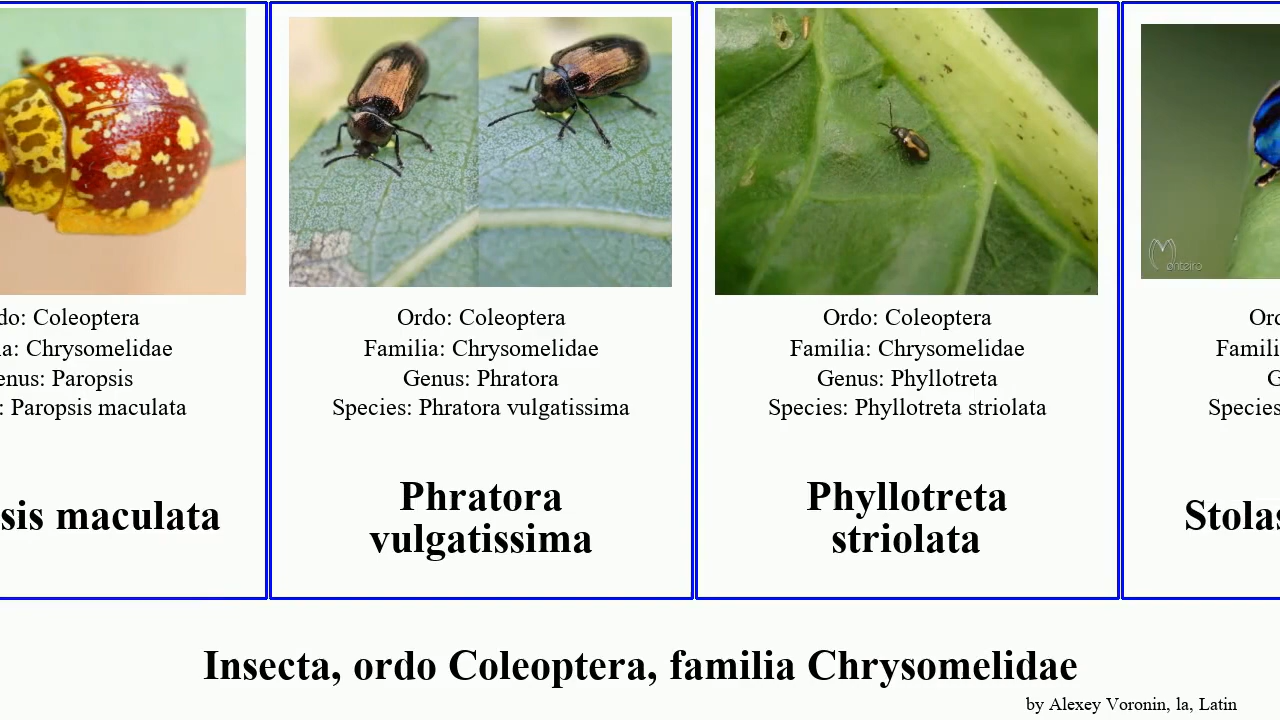 do: Coleoptera
a: Chrysomelidae
enus: Paropsis
: Paropsis maculata
sis maculata
Ordo: Coleoptera
Familia: Chrysomelidae
Genus: Phratora
Species: Phratora vulgatissima
Phratora
vulgatissima
Ordo: Coleoptera
Familia: Chrysomelidae
Genus: Phyllotreta
Species: Phyllotreta striolata
Phyllotreta
striolata
Monteiro
Ord
Famili
G
Species
Stolas
Insecta, ordo Coleoptera, familia Chrysomelidae
by Alexey Voronin, la, Latin